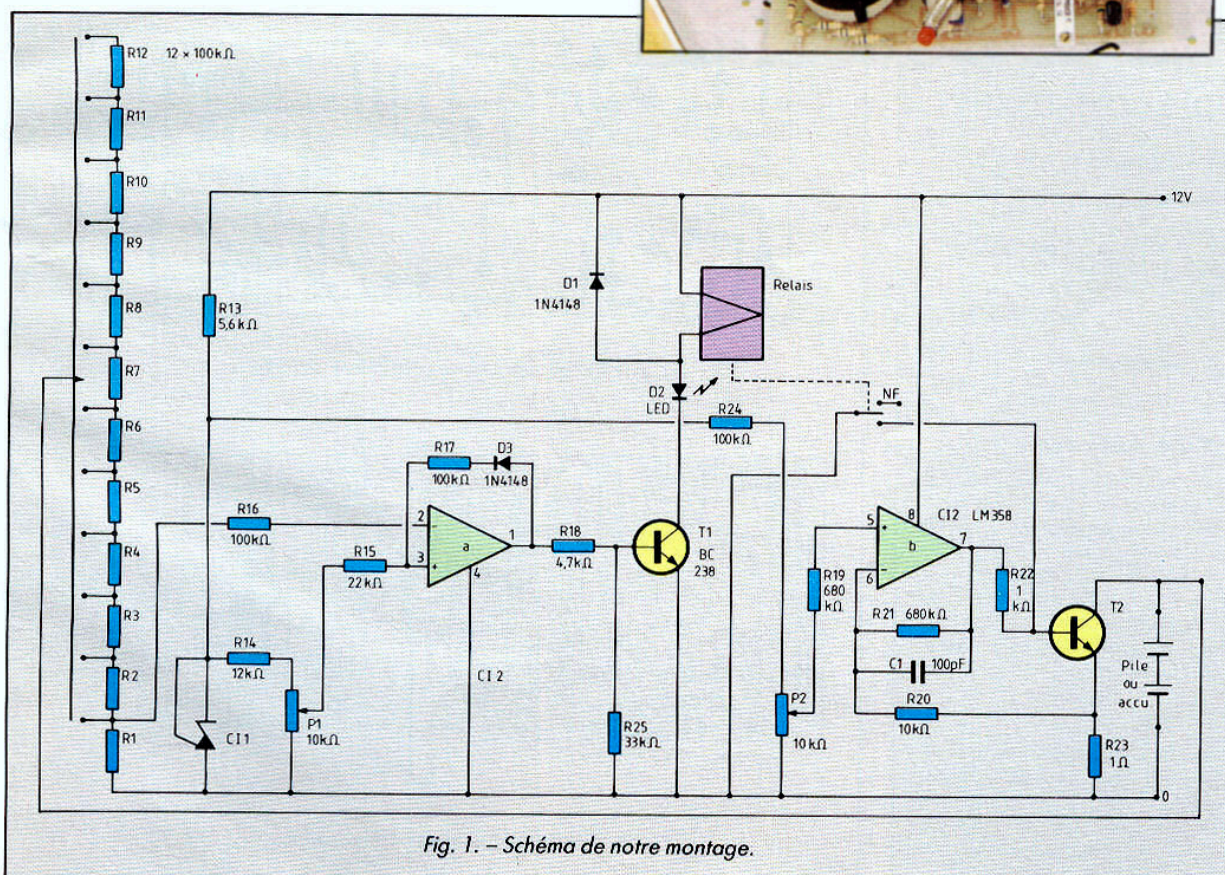 R12 12 × 100kΩ
R11
R10
R9
R8
R7
R6
R5
R4
R3
R2
R1
12V
R13
5,6kΩ
D1
1N4148
Relais
D2
LED
NF
R24
100kΩ
R17
100kΩ
D3
1N4148
R16
100kΩ
R15
22kΩ
2
3
-
+
a
1
4
R18
4,7kΩ
T1
BC
238
R14
12kΩ
P1
10kΩ
CI1
CI 2
R25
33kΩ
P2
10kΩ
R19
680
kΩ
5
6
+
-
b
8
7
CI2 LM358
R22
1
kΩ
R21 680kΩ
C1 100pF
R20
10kΩ
T2
R23
1Ω
Pile
ou
accu
0
Fig. 1. – Schéma de notre montage.